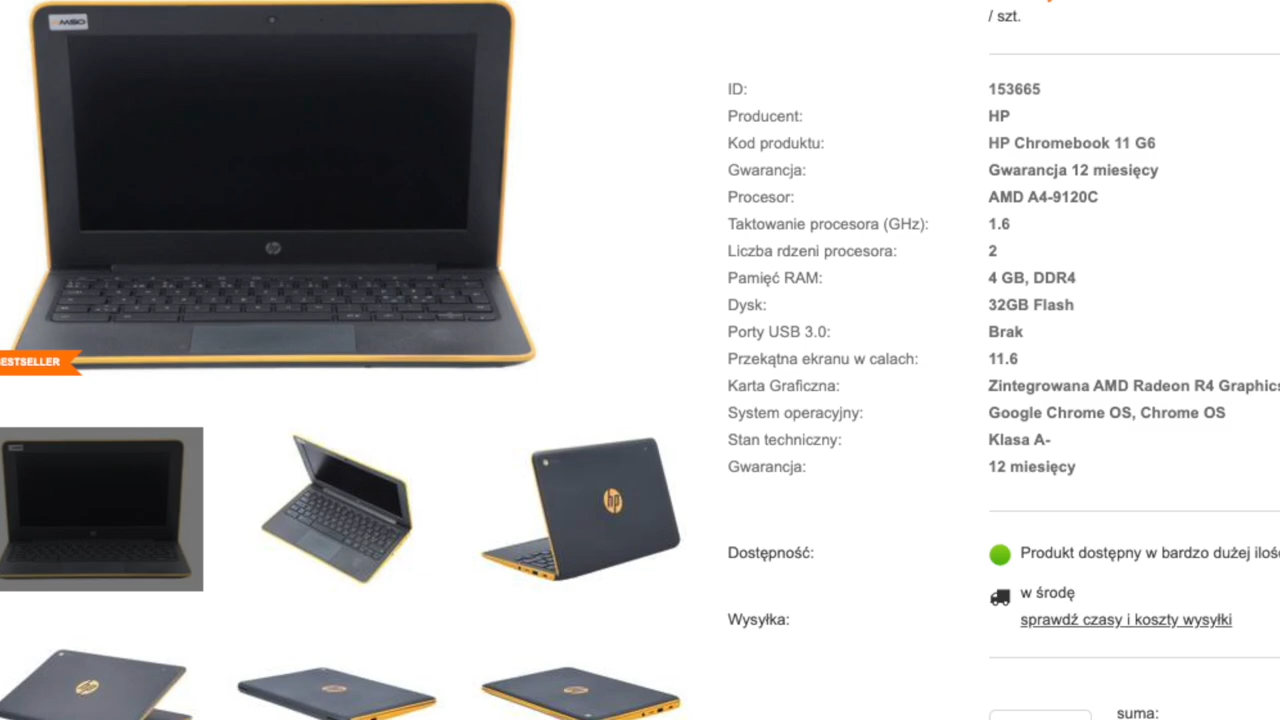 AMSO
/ szt.
ID: 153665
Producent: HP
Kod produktu: HP Chromebook 11 G6
Gwarancja: Gwarancja 12 miesięcy
Procesor: AMD A4-9120C
Taktowanie procesora (GHz): 1.6
Liczba rdzeni procesora: 2
Pamięć RAM: 4 GB, DDR4
Dysk: 32GB Flash
Porty USB 3.0: Brak
Przekątna ekranu w calach: 11.6
Karta Graficzna: Zintegrowana AMD Radeon R4 Graphics
System operacyjny: Google Chrome OS, Chrome OS
Stan techniczny: Klasa A-
Gwarancja: 12 miesięcy
ESTSELLER
hp
Dostępność: Produkt dostępny w bardzo dużej iloś
Wysyłka: w środę
sprawdź czasy i koszty wysyłki
suma: